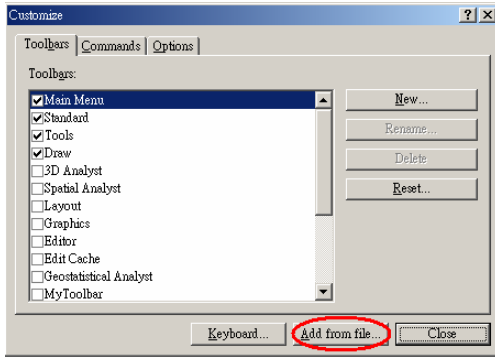 Customize
Toolbars Commands Options
Toolbars:
Main Menu
Standard
Tools
Draw
3D Analyst
Spatial Analyst
Layout
Graphics
Editor
Edit Cache
Geostatistical Analyst
MyToolbar
New...
Rename...
Delete
Reset...
Keyboard... Add from file... Close